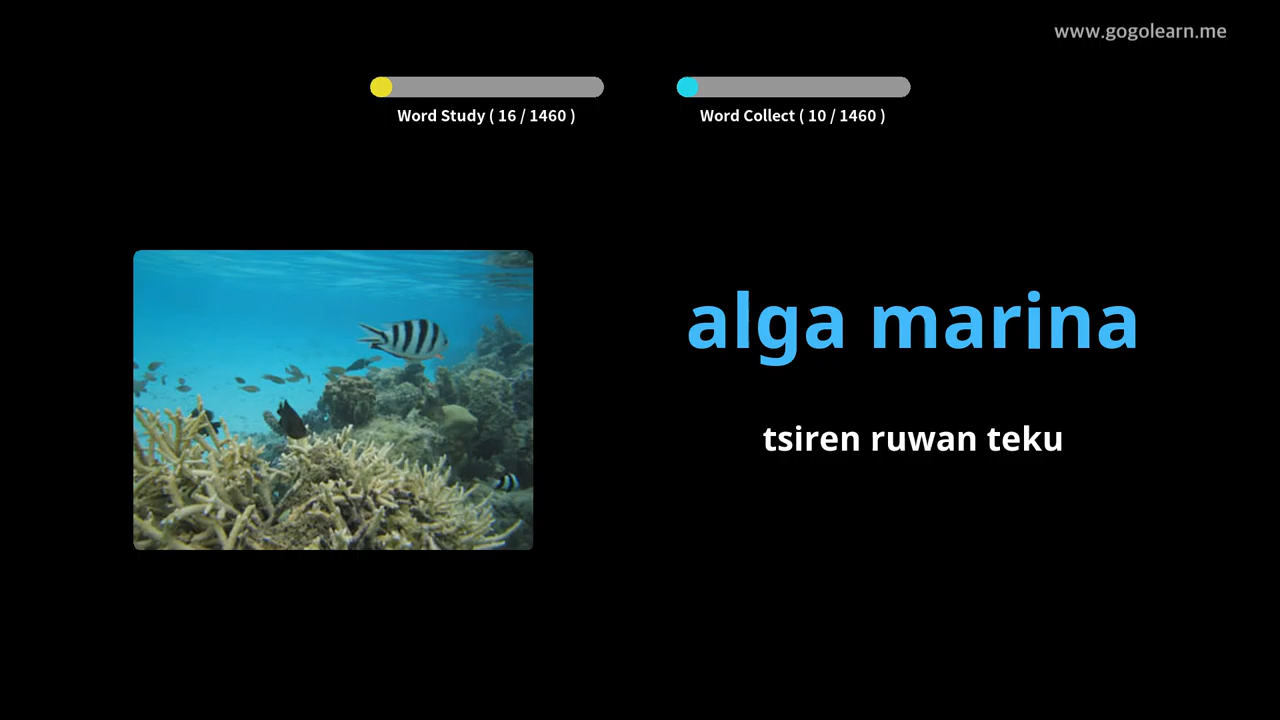 www.gogolearn.me
Word Study ( 16 / 1460 )
Word Collect ( 10 / 1460 )
alga marina
tsiren ruwan teku